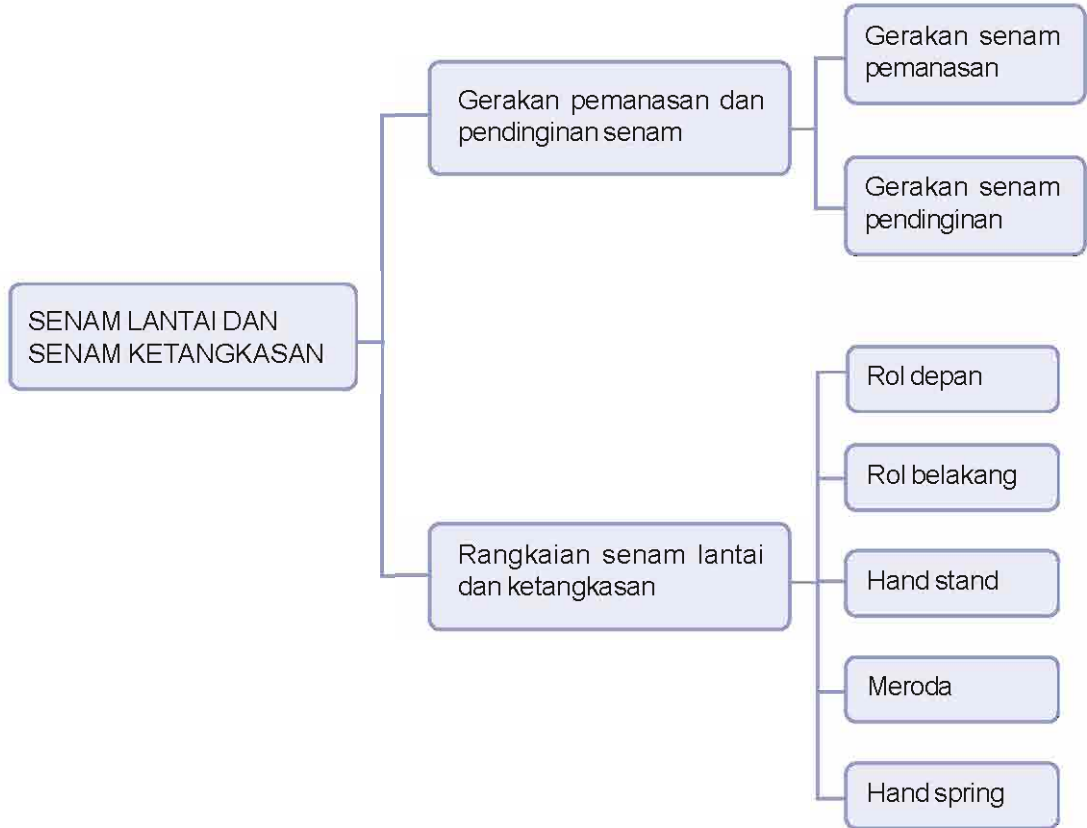 SENAM LANTAI DAN
SENAM KETANGKASAN
Gerakan pemanasan dan
pendinginan senam
Gerakan senam
pemanasan
Gerakan senam
pendinginan
Rangkaian senam lantai
dan ketangkasan
Rol depan
Rol belakang
Hand stand
Meroda
Hand spring